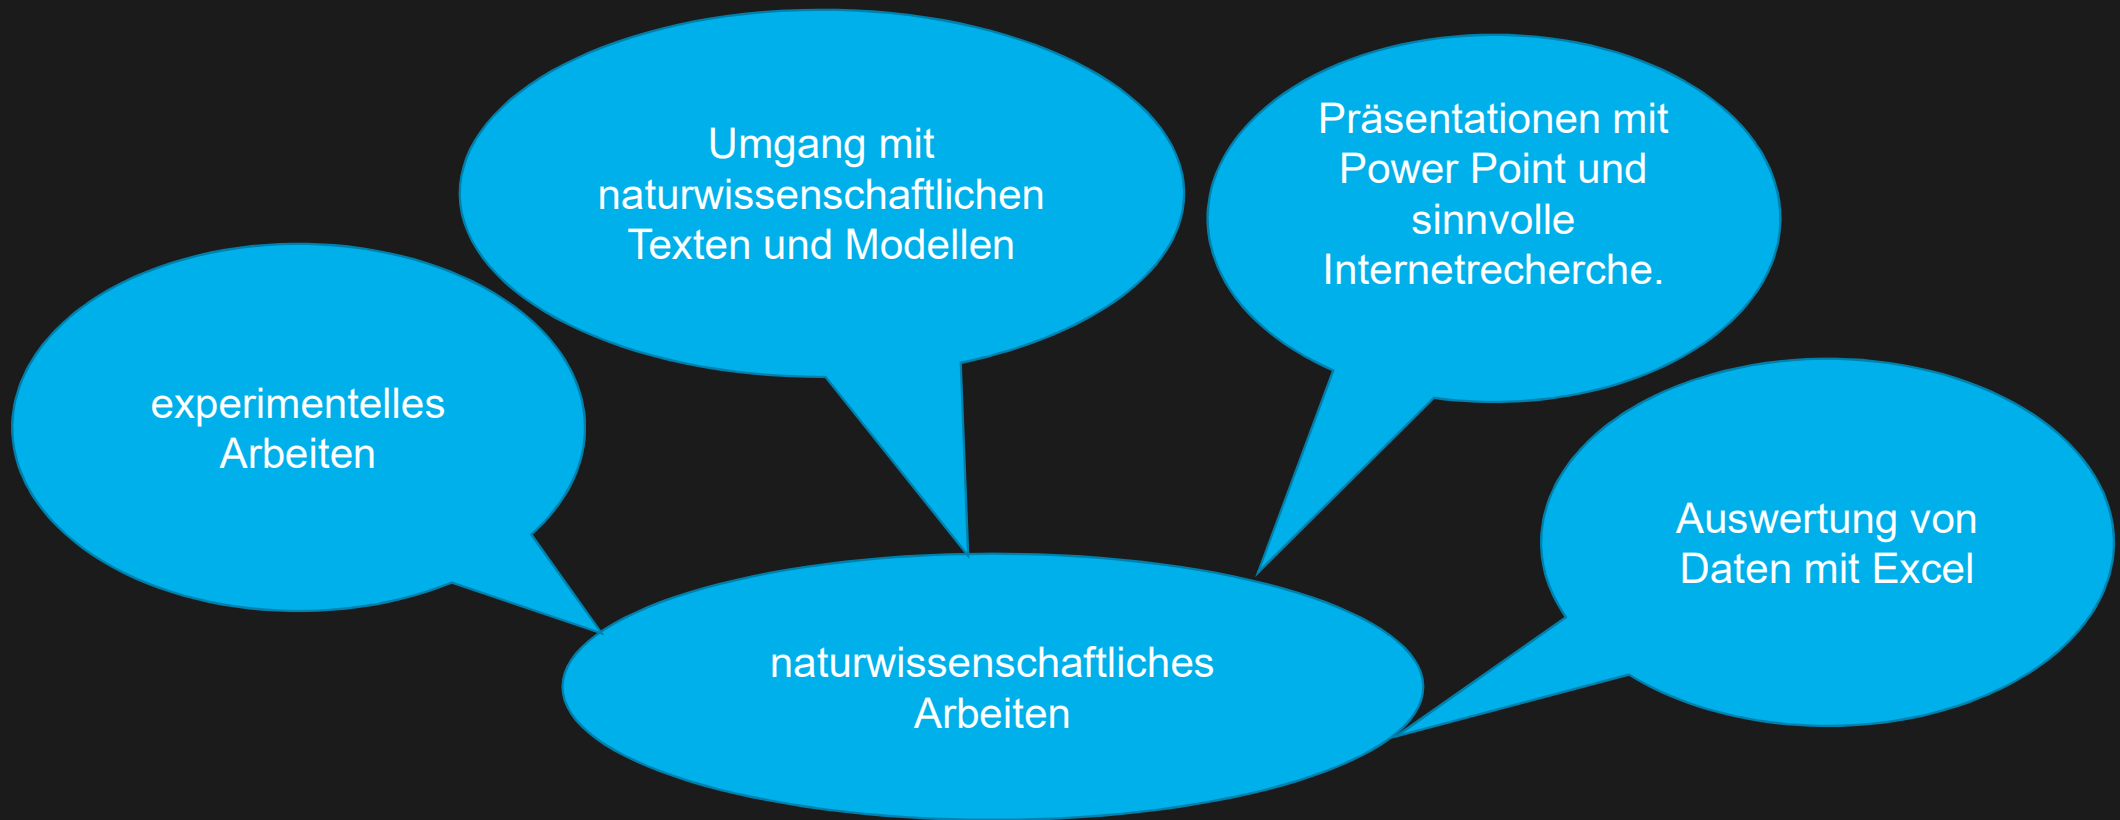 Umgang mit
naturwissenschaftlichen
Texten und Modellen
Präsentationen mit
Power Point und
sinnvolle
Internetrecherche.
experimentelles
Arbeiten
Auswertung von
Daten mit Excel
naturwissenschaftliches
Arbeiten